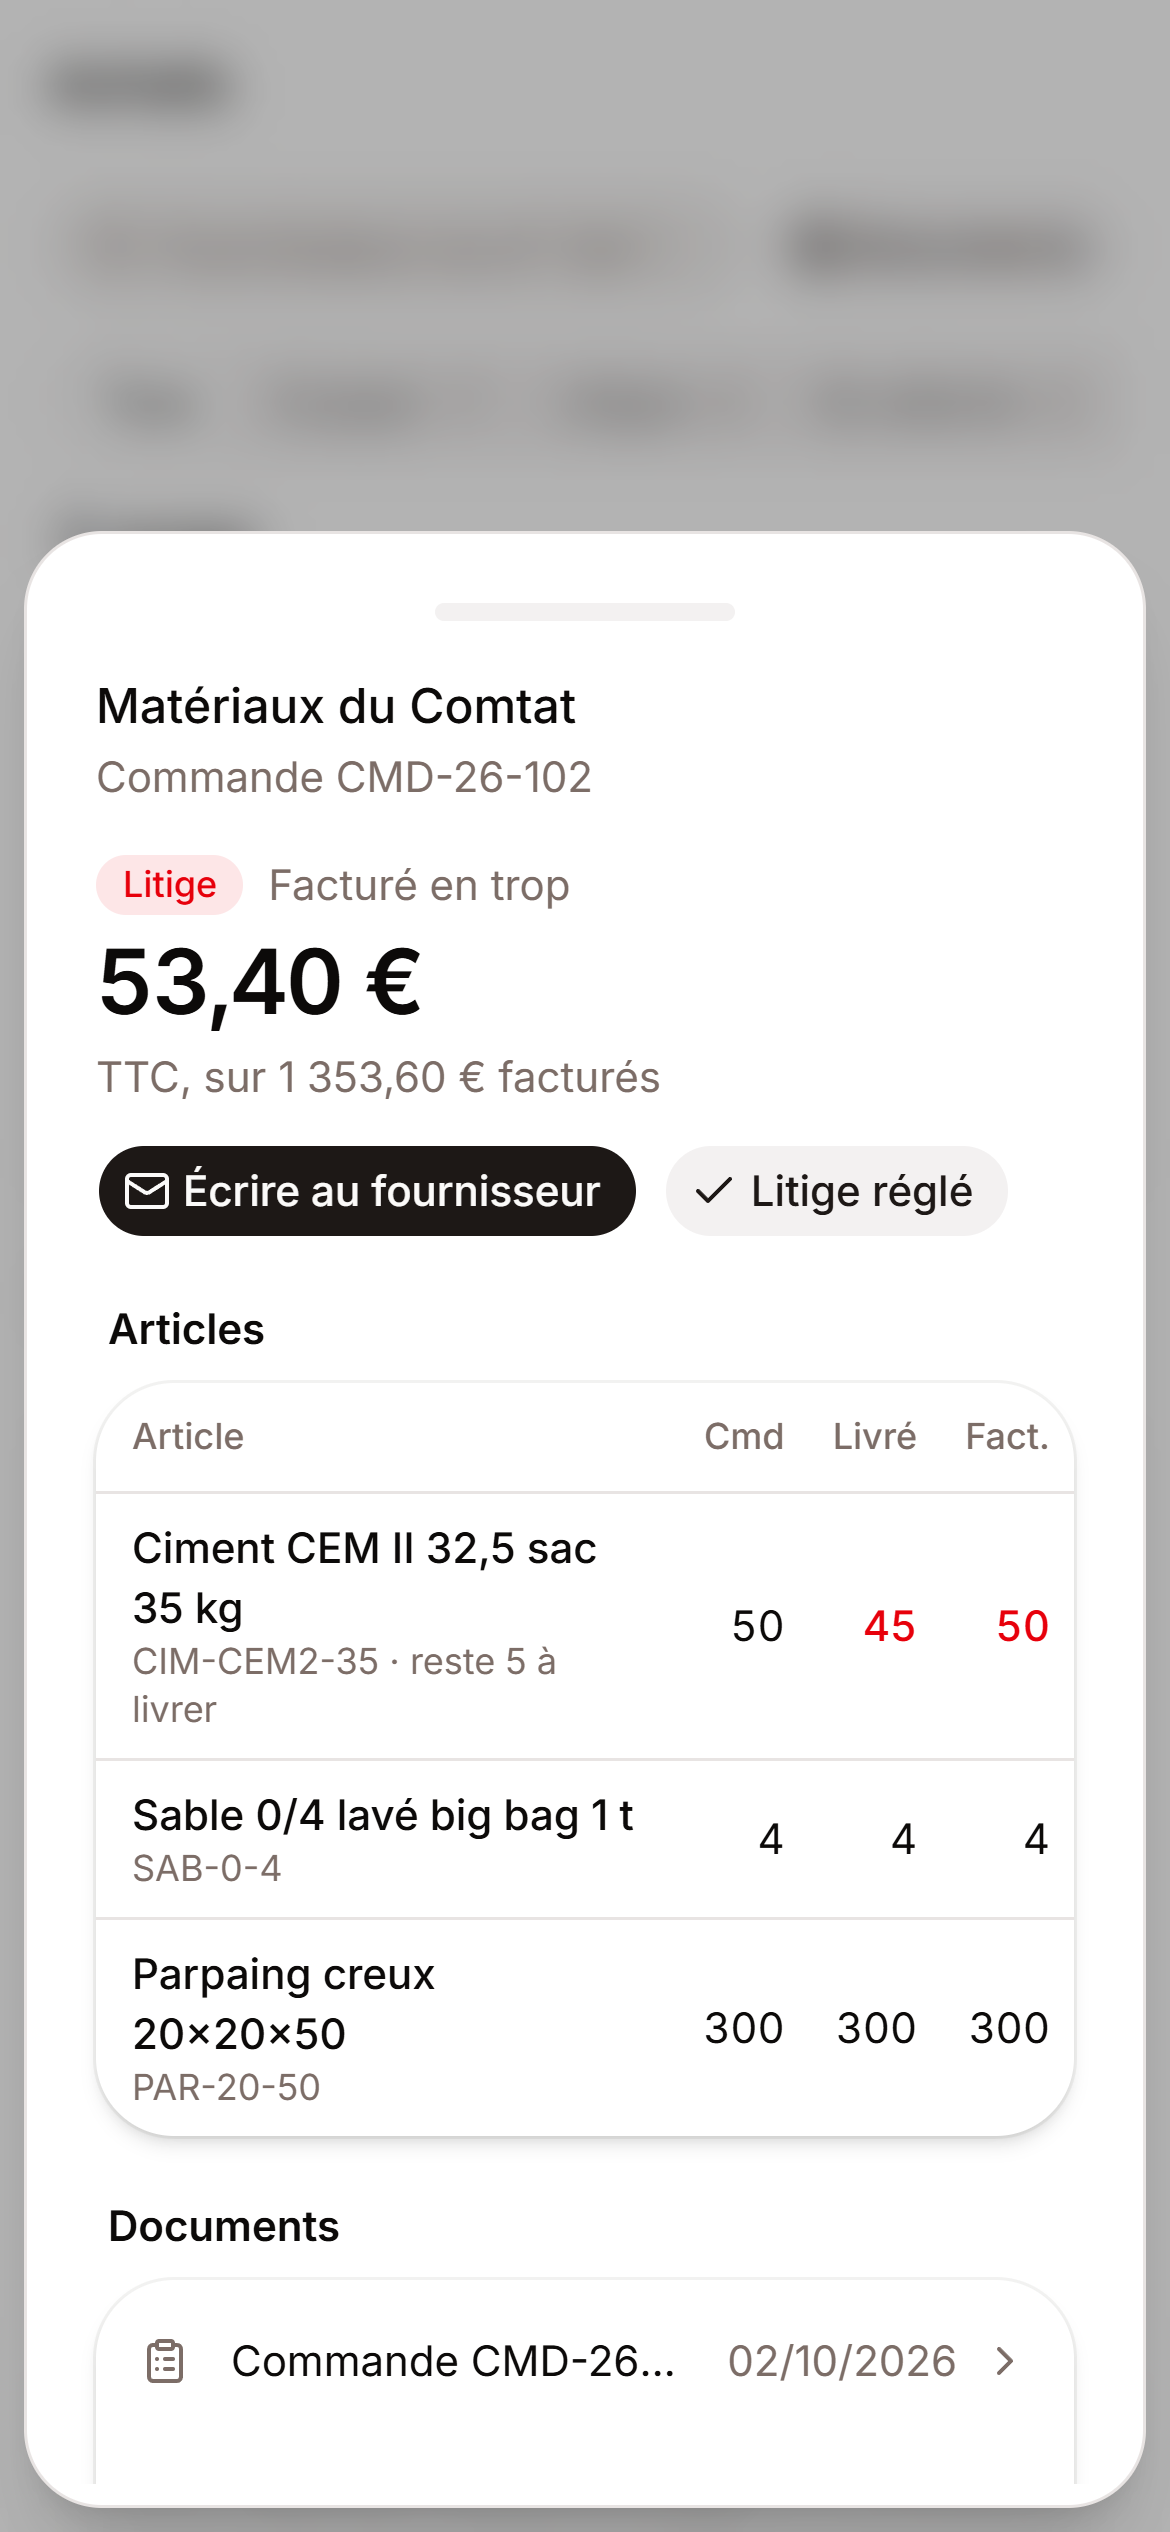 Matériaux du Comtat
Commande CMD-26-102
Litige Facturé en trop
53,40 €
TTC, sur 1 353,60 € facturés
Écrire au fournisseur Litige réglé
Articles
Article Cmd Livré Fact.
Ciment CEM II 32,5 sac
35 kg
50 45 50
CIM-CEM2-35 · reste 5 à
livrer
Sable 0/4 lavé big bag 1 t
4 4 4
SAB-0-4
Parpaing creux
20×20×50
300 300 300
PAR-20-50
Documents
Commande CMD-26... 02/10/2026